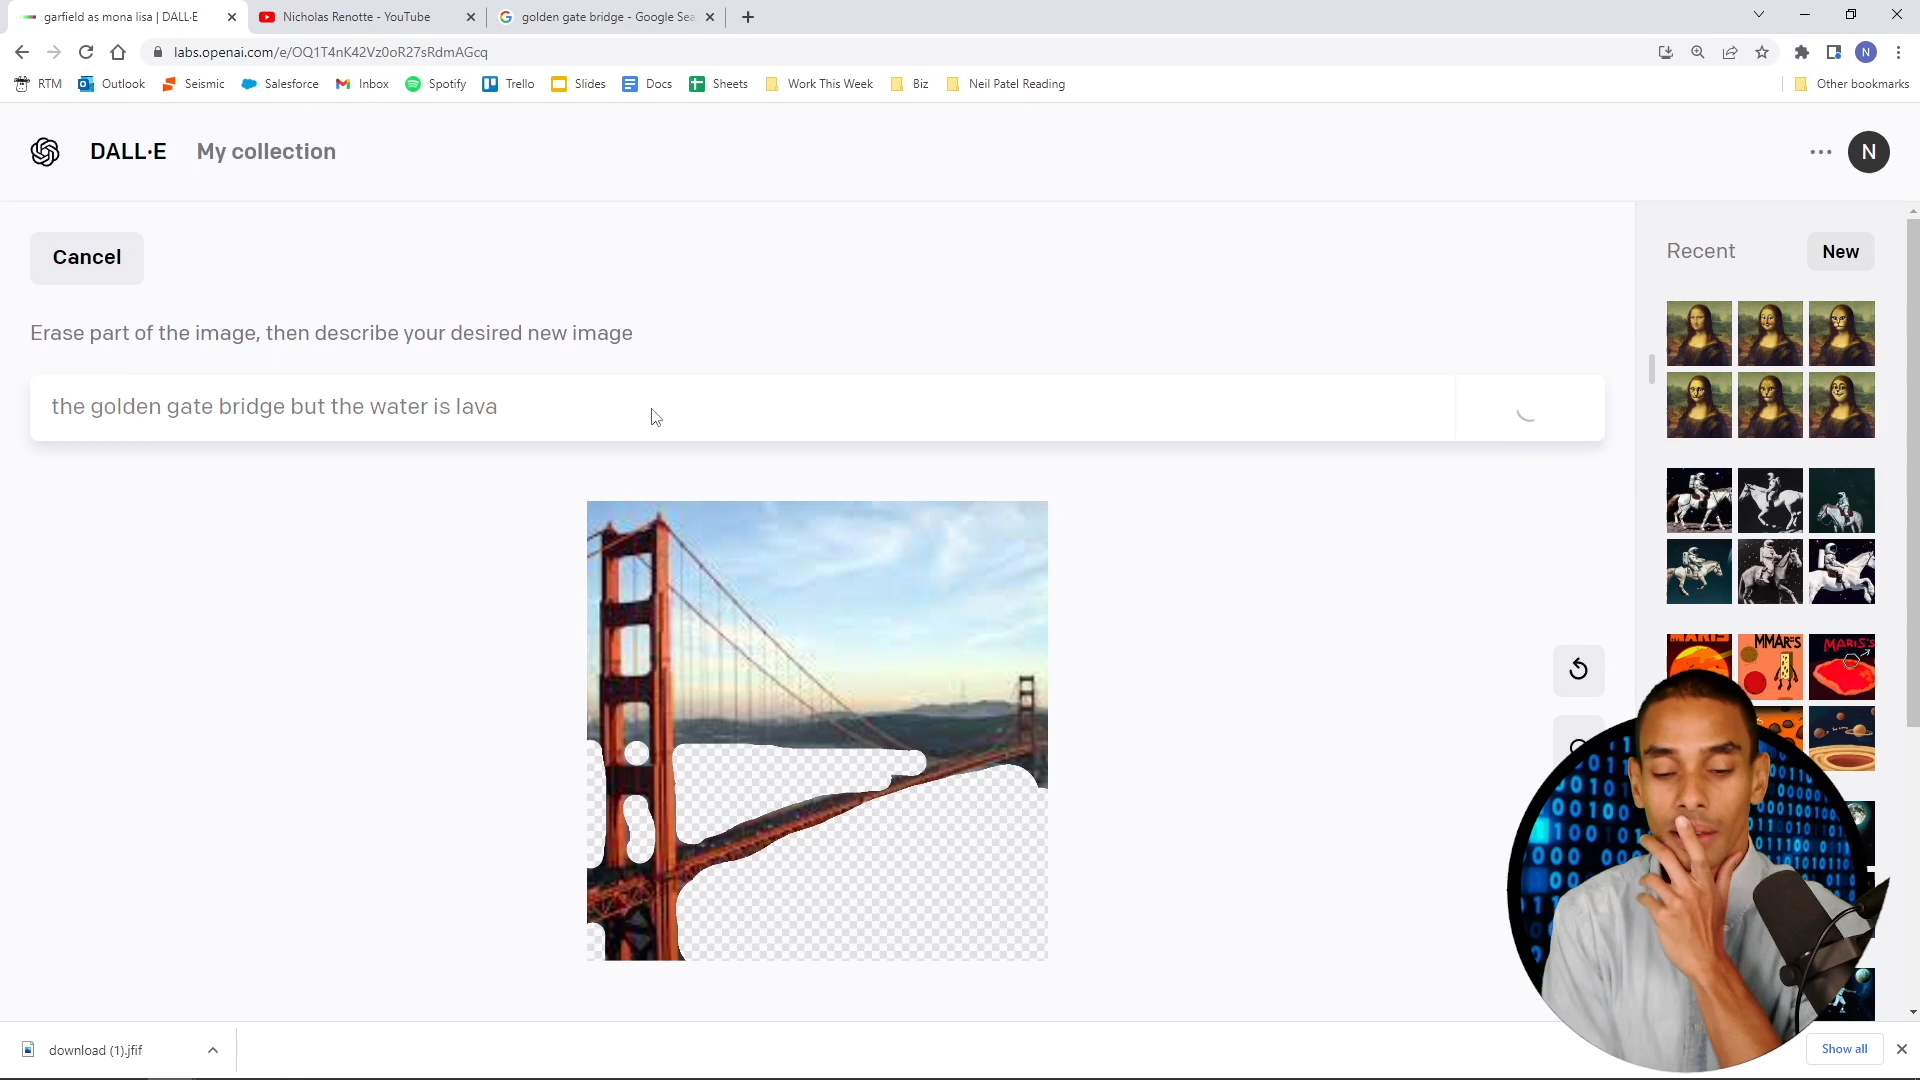 garfield as mona lisa | DALL·E
Nicholas Renotte - YouTube
golden gate bridge - Google Sea
labs.openai.com/e/OQ1T4nK42Vz0oR27sRdmAGcq
N
RTM
Outlook
Seismic
Salesforce
Inbox
Spotify
Trello
Slides
Docs
Sheets
Work This Week
Biz
Neil Patel Reading
Other bookmarks
DALL·E
My collection
N
Cancel
Recent
New
Erase part of the image, then describe your desired new image
the golden gate bridge but the water is lava
MMAR'S
MARIS'S
download (1).jfif
Show all